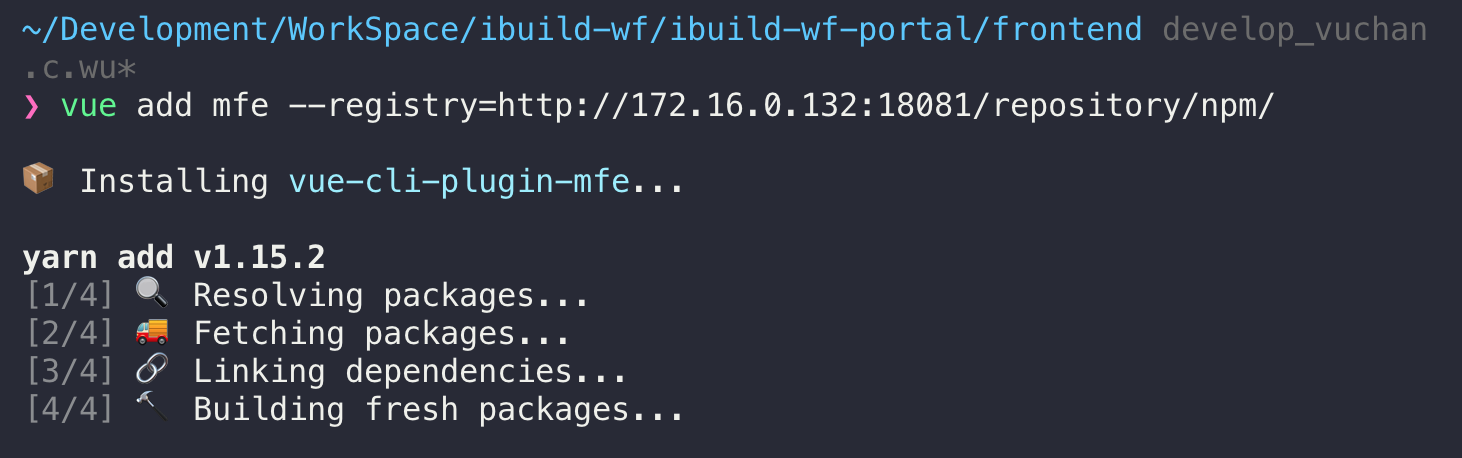 ~/Development/WorkSpace/ibuild-wf/ibuild-wf-portal/frontend develop_vuchan
.c.wu*
❯ vue add mfe --registry=http://172.16.0.132:18081/repository/npm/
📦 Installing vue-cli-plugin-mfe...
yarn add v1.15.2
[1/4] 🔍 Resolving packages...
[2/4] 🚚 Fetching packages...
[3/4] 🔗 Linking dependencies...
[4/4] 🔨 Building fresh packages...